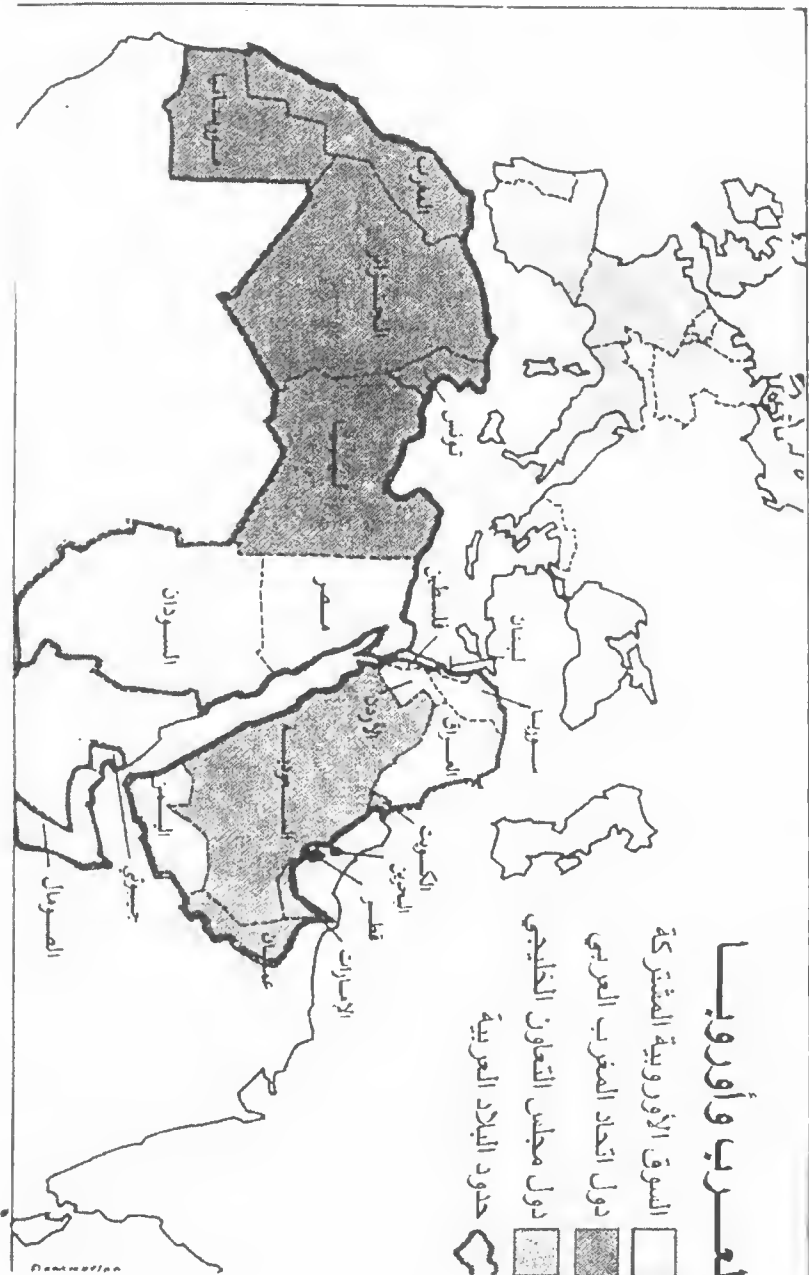 العرب وأوروبا
السوق الأوروبية المشتركة
دول اتحاد المغرب العربي
دول مجلس التعاون الخليجي
حدود البلاد العربية
موريتانيا
المغرب
الجزائر
تونس
ليبيا
مصر
السودان
فلسطين
لبنان
سوريا
الأردن
العراق
السعودية
اليمن
الكويت
البحرين
قطر
الإمارات
عمان
جيبوتي
الصومال